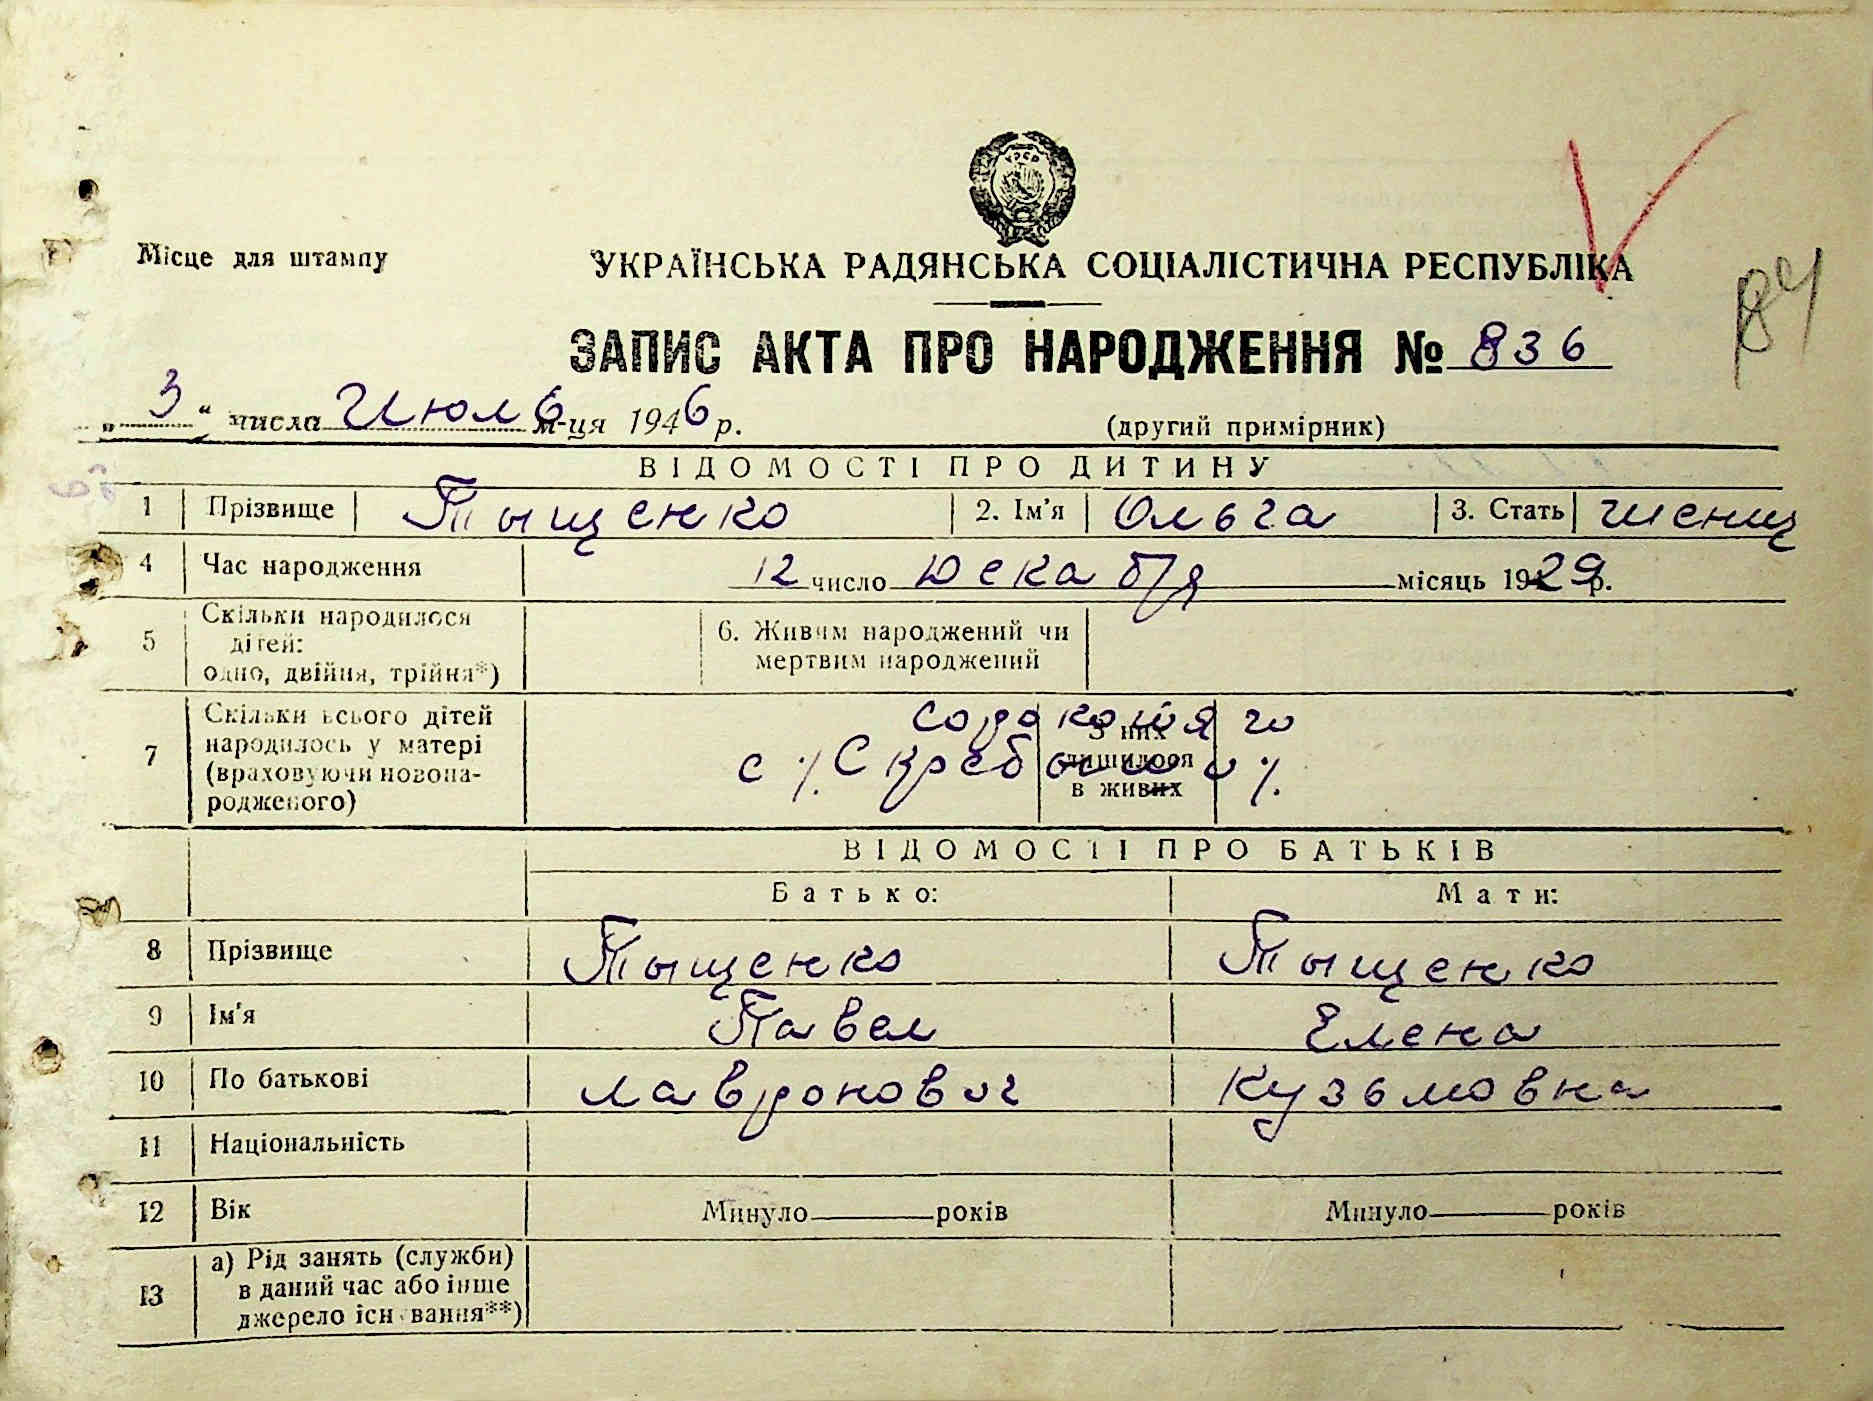 УРСР
Місце для штампу
УКРАЇНСЬКА РАДЯНСЬКА СОЦІАЛІСТИЧНА РЕСПУБЛІКА
ЗАПИС АКТА ПРО НАРОДЖЕННЯ № 836
„ 3 “ числа Июль м-ця 1946 р.
(другий примірник)
ВІДОМОСТІ ПРО ДИТИНУ
1 Прізвище Тыщенко 2. Ім'я Ольга 3. Стать женщ
4 Час народження 12 число Декабря місяць 1929 р.
5 Скільки народилося дітей: одно, двійня, трійня*)
6. Живим народжений чи мертвим народжений
7 Скільки всього дітей народилось у матері (враховуючи новонародженого)
З них лишилося в живих
с/.
ВІДОМОСТІ ПРО БАТЬКІВ
Батько: Мати:
8 Прізвище Тыщенко Тыщенко
9 Ім'я Павел Елена
10 По батькові Лавронович Кузьмовна
11 Національність
12 Вік Минуло років Минуло років
13 а) Рід занять (служби) в даний час або інше джерело існування**)